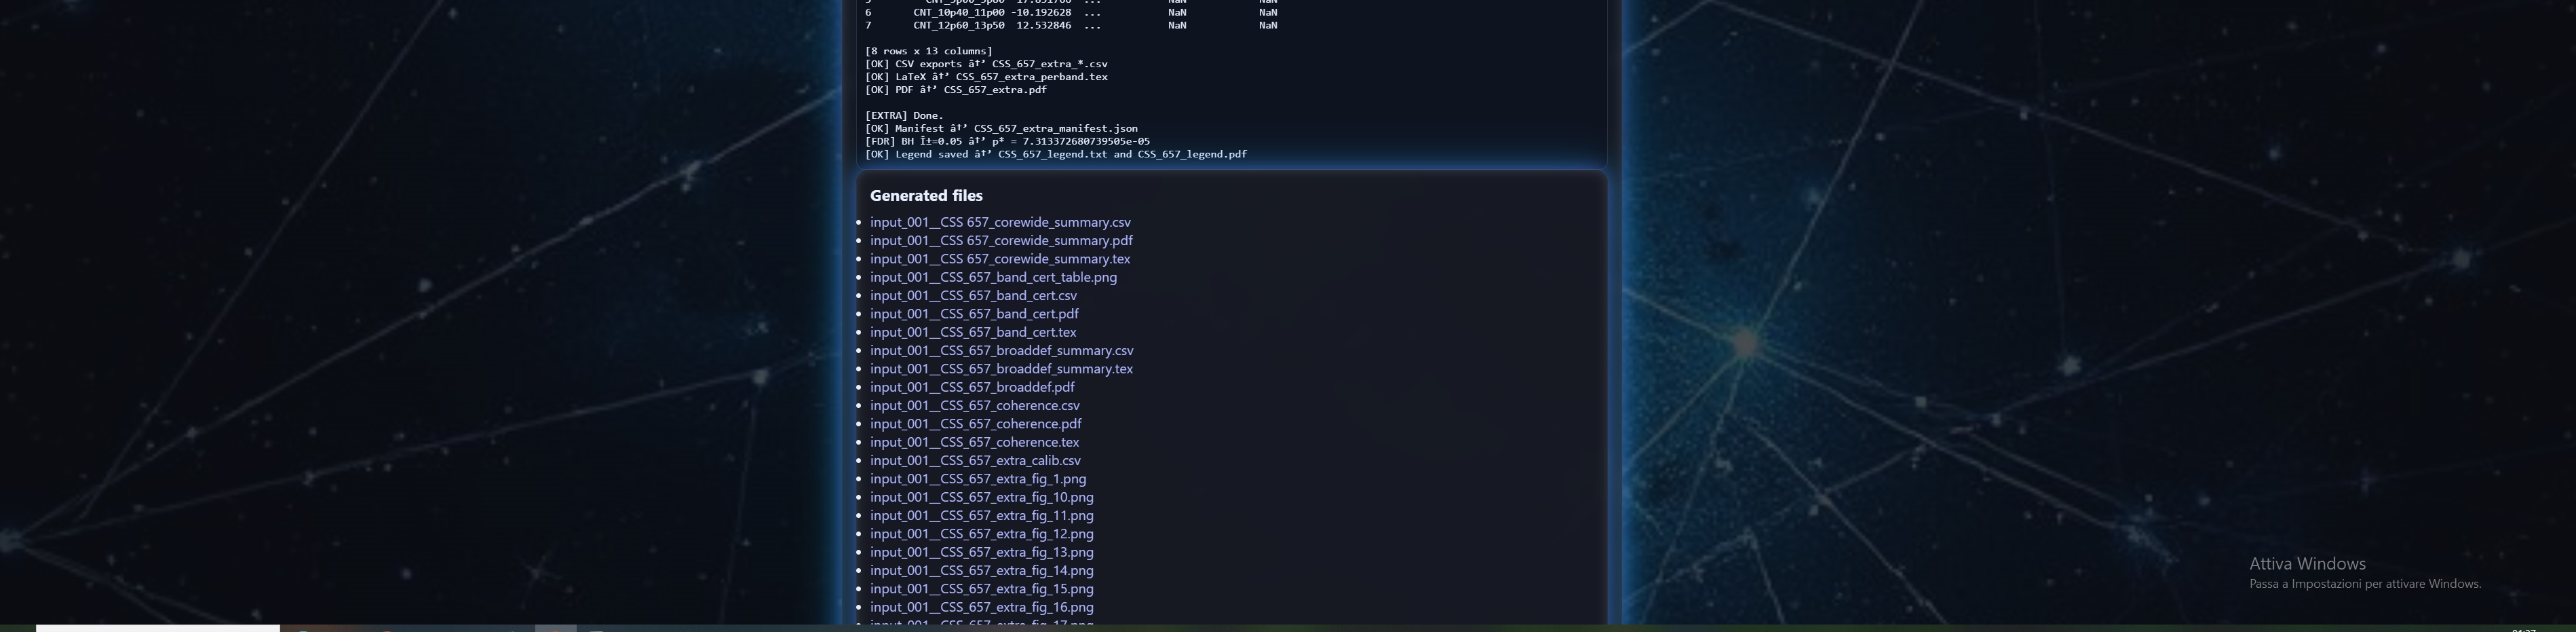 6 CNT_10p40_11p00 -10.192628 ... NaN NaN
7 CNT_12p60_13p50 12.532846 ... NaN NaN
[8 rows x 13 columns]
[OK] CSV exports â†’ CSS_657_extra_*.csv
[OK] LaTeX â†’ CSS_657_extra_perband.tex
[OK] PDF â†’ CSS_657_extra.pdf
[EXTRA] Done.
[OK] Manifest â†’ CSS_657_extra_manifest.json
[FDR] BH Î±=0.05 â†’ p* = 7.313372680739505e-05
[OK] Legend saved â†’ CSS_657_legend.txt and CSS_657_legend.pdf
Generated files
input_001__CSS 657_corewide_summary.csv
input_001__CSS 657_corewide_summary.pdf
input_001__CSS 657_corewide_summary.tex
input_001__CSS_657_band_cert_table.png
input_001__CSS_657_band_cert.csv
input_001__CSS_657_band_cert.pdf
input_001__CSS_657_band_cert.tex
input_001__CSS_657_broaddef_summary.csv
input_001__CSS_657_broaddef_summary.tex
input_001__CSS_657_broaddef.pdf
input_001__CSS_657_coherence.csv
input_001__CSS_657_coherence.pdf
input_001__CSS_657_coherence.tex
input_001__CSS_657_extra_calib.csv
input_001__CSS_657_extra_fig_1.png
input_001__CSS_657_extra_fig_10.png
input_001__CSS_657_extra_fig_11.png
input_001__CSS_657_extra_fig_12.png
input_001__CSS_657_extra_fig_13.png
input_001__CSS_657_extra_fig_14.png
input_001__CSS_657_extra_fig_15.png
input_001__CSS_657_extra_fig_16.png
input_001__CSS_657_extra_fig_17.png
Attiva Windows
Passa a Impostazioni per attivare Windows.